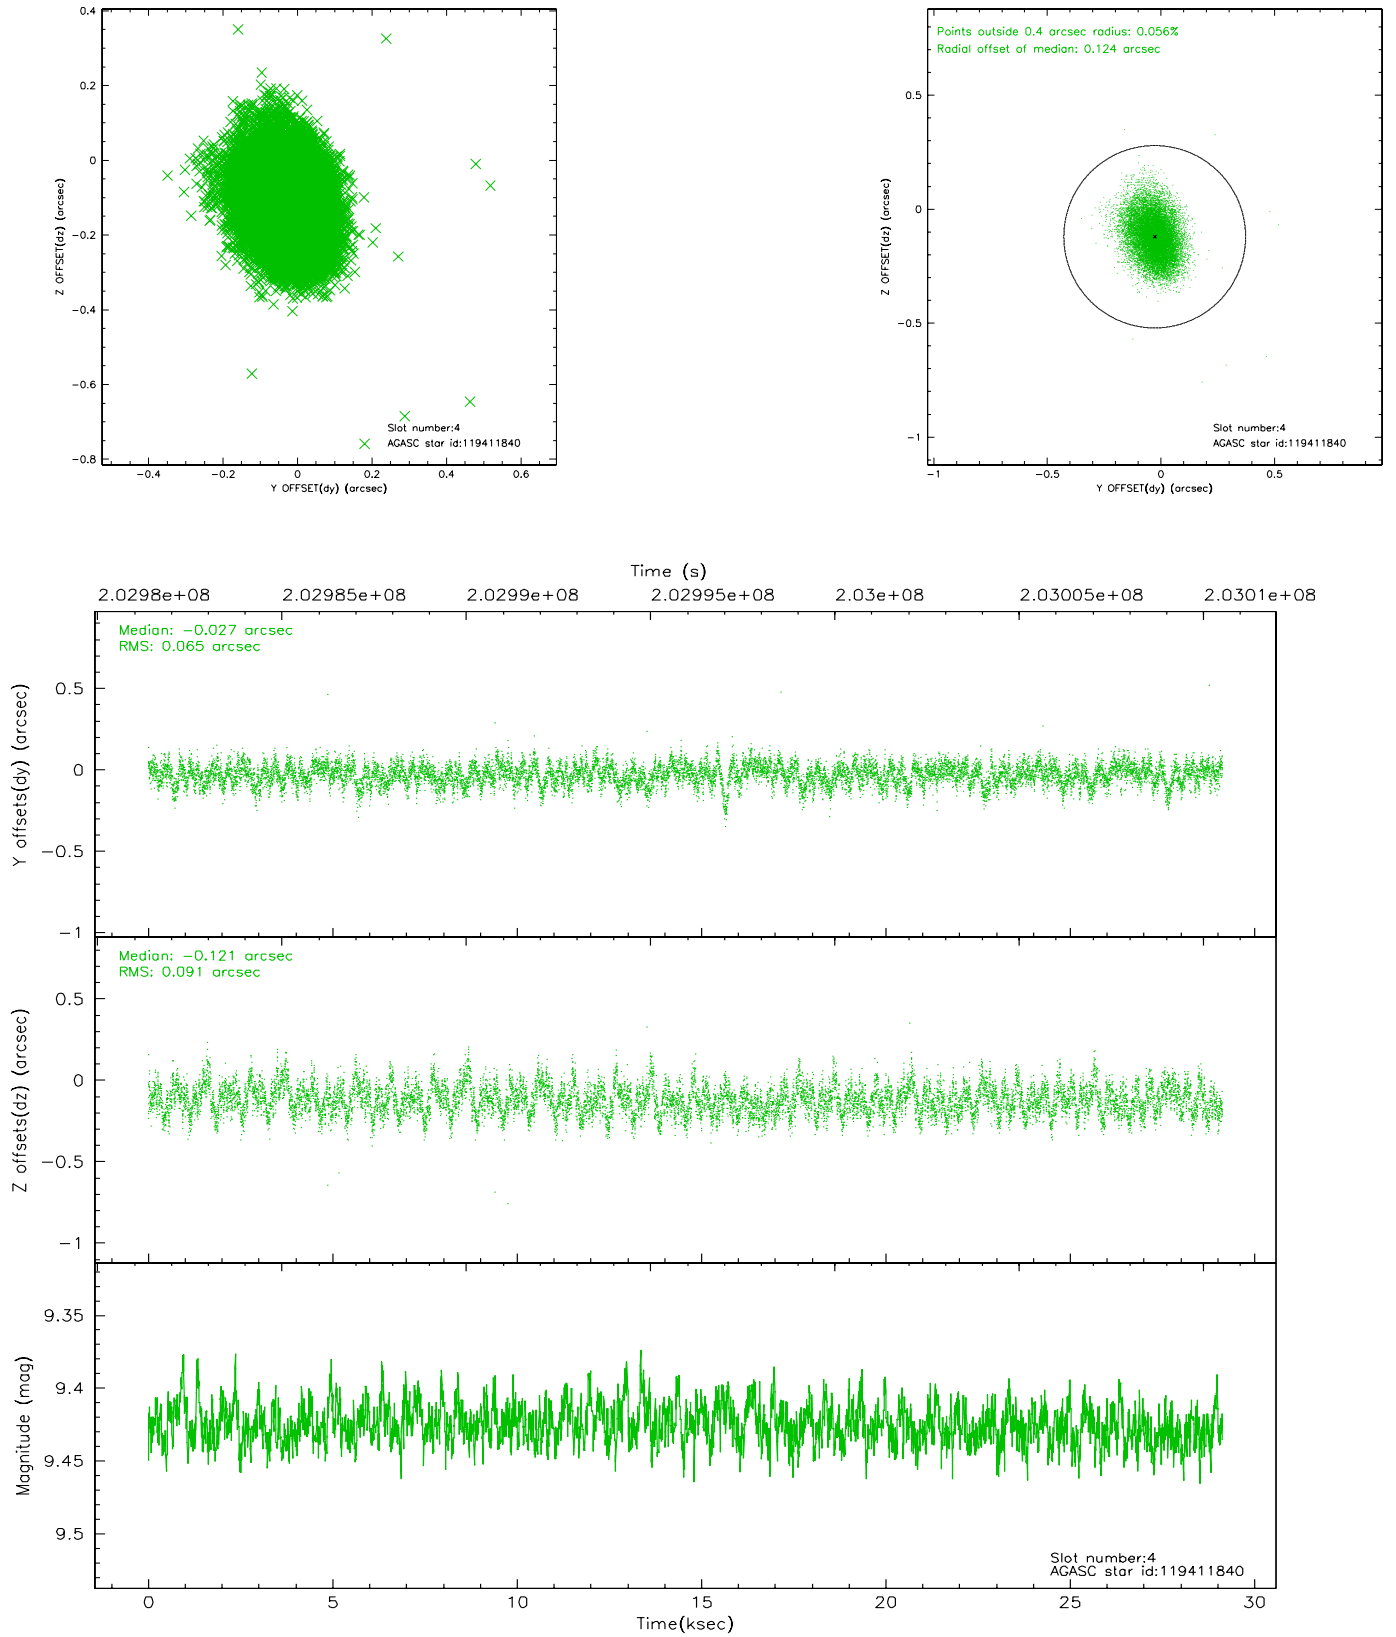 0.4
0.2
0
−0.2
−0.4
−0.6
−0.8
Z OFFSET(dz) (arcsec)
Slot number:4
AGASC star id:119411840
−0.4 −0.2 0 0.2 0.4 0.6
Y OFFSET(dy) (arcsec)
Points outside 0.4 arcsec radius: 0.056%
Radial offset of median: 0.124 arcsec
0.5
0
−0.5
−1
Z OFFSET(dz) (arcsec)
Slot number:4
AGASC star id:119411840
−1 −0.5 0 0.5
Y OFFSET(dy) (arcsec)
Time (s)
2.0298e+08 2.02985e+08 2.0299e+08 2.02995e+08 2.03e+08 2.03005e+08 2.0301e+08
Median: −0.027 arcsec
RMS: 0.065 arcsec
0.5
0
−0.5
−1
Y offsets(dy) (arcsec)
Median: −0.121 arcsec
RMS: 0.091 arcsec
0.5
0
−0.5
−1
Z offsets(dz) (arcsec)
9.35
9.4
9.45
9.5
Magnitude (mag)
Slot number:4
AGASC star id:119411840
0 5 10 15 20 25 30
Time(ksec)